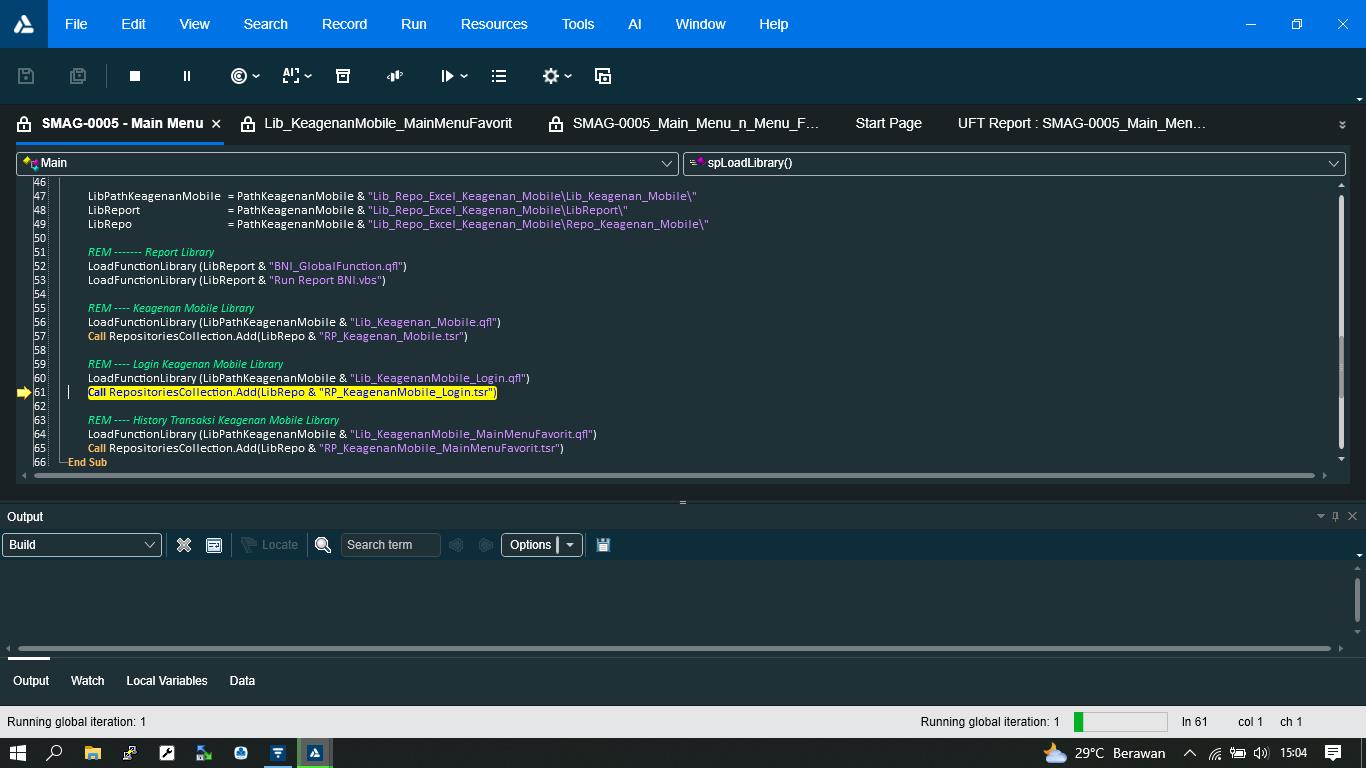 File Edit View Search Record Run Resources Tools AI Window Help
SMAG-0005 - Main Menu Lib_KeagenanMobile_MainMenuFavorit SMAG-0005_Main_Menu_n_Menu_F... Start Page UFT Report : SMAG-0005_Main_Men...
Main spLoadLibrary()
46
47 LibPathKeagenanMobile = PathKeagenanMobile & "Lib_Repo_Excel_Keagenan_Mobile\Lib_Keagenan_Mobile\"
48 LibReport = PathKeagenanMobile & "Lib_Repo_Excel_Keagenan_Mobile\LibReport\"
49 LibRepo = PathKeagenanMobile & "Lib_Repo_Excel_Keagenan_Mobile\Repo_Keagenan_Mobile\"
50
51 REM ------- Report Library
52 LoadFunctionLibrary (LibReport & "BNI_GlobalFunction.qfl")
53 LoadFunctionLibrary (LibReport & "Run Report BNI.vbs")
54
55 REM ---- Keagenan Mobile Library
56 LoadFunctionLibrary (LibPathKeagenanMobile & "Lib_Keagenan_Mobile.qfl")
57 Call RepositoriesCollection.Add(LibRepo & "RP_Keagenan_Mobile.tsr")
58
59 REM ---- Login Keagenan Mobile Library
60 LoadFunctionLibrary (LibPathKeagenanMobile & "Lib_KeagenanMobile_Login.qfl")
61 Call RepositoriesCollection.Add(LibRepo & "RP_KeagenanMobile_Login.tsr")
62
63 REM ---- History Transaksi Keagenan Mobile Library
64 LoadFunctionLibrary (LibPathKeagenanMobile & "Lib_KeagenanMobile_MainMenuFavorit.qfl")
65 Call RepositoriesCollection.Add(LibRepo & "RP_KeagenanMobile_MainMenuFavorit.tsr")
66 End Sub
Output
Build Locate Search term Options
Output Watch Local Variables Data
Running global iteration: 1 Running global iteration: 1 ln 61 col 1 ch 1
29°C Berawan 15:04